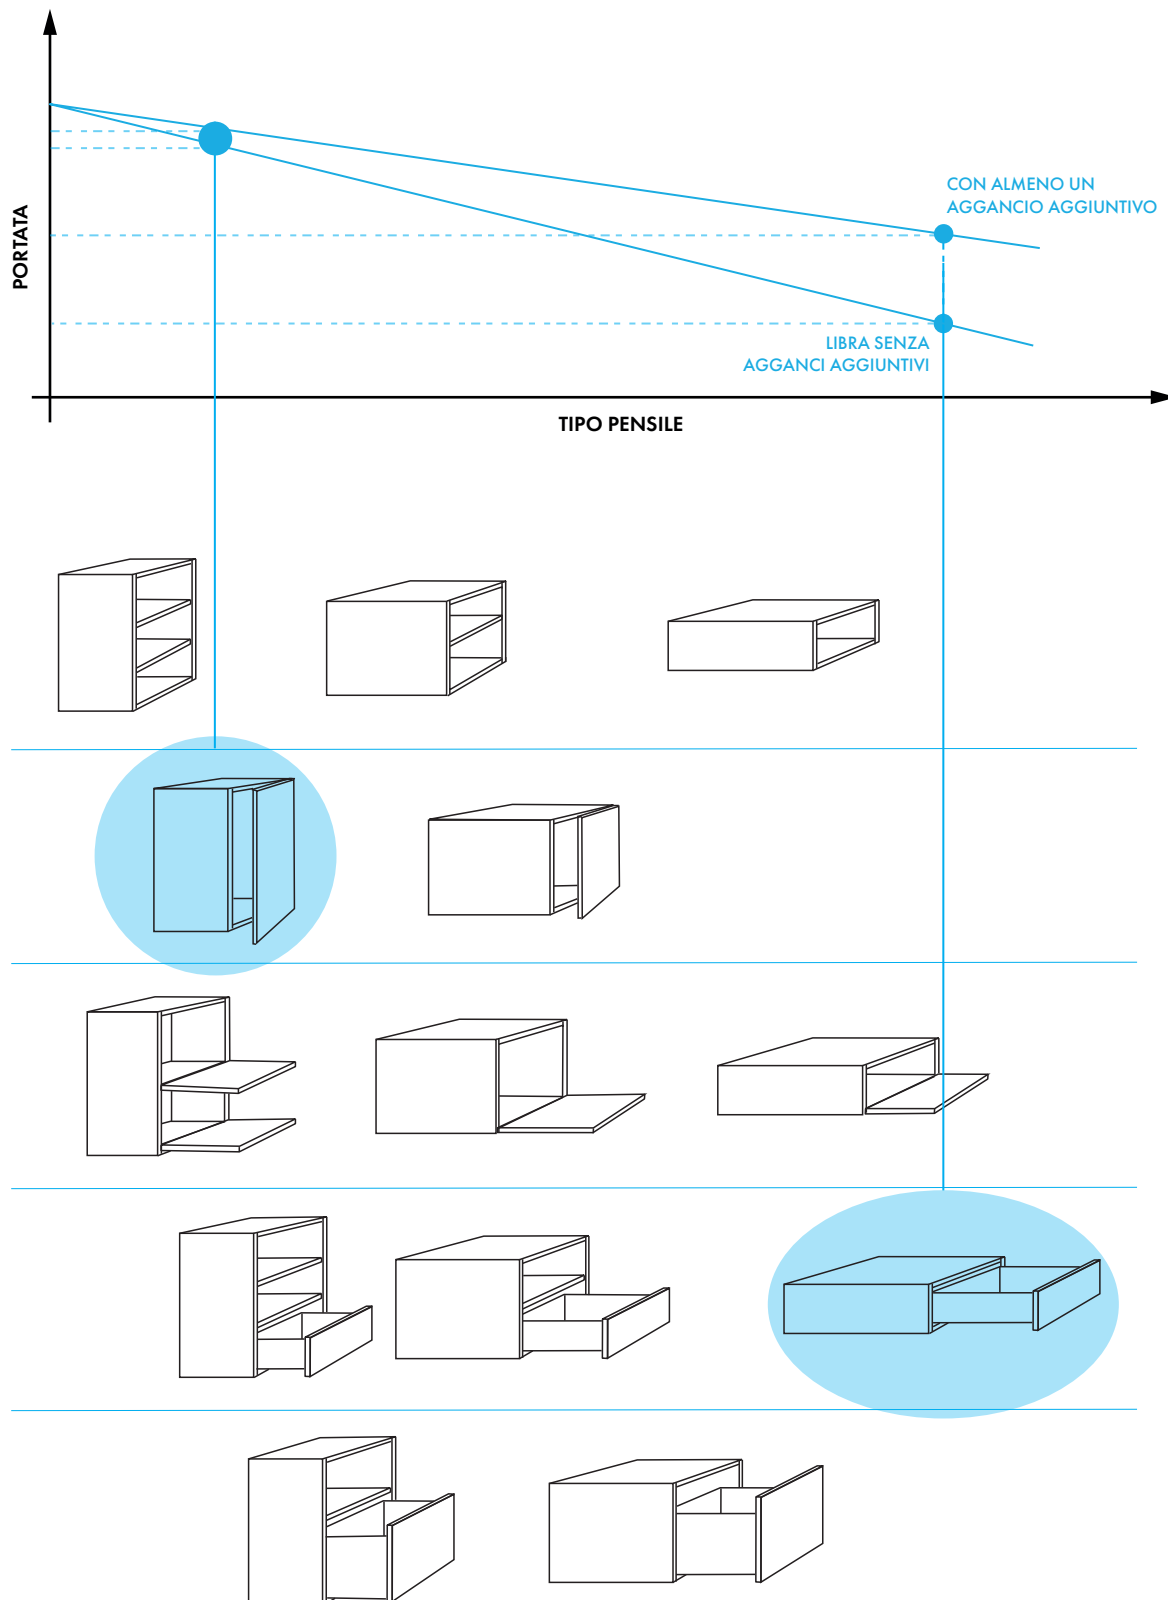 CON ALMENO UN
AGGANCIO AGGIUNTIVO
PORTATA
LIBRA SENZA
AGGANCI AGGIUNTIVI
TIPO PENSILE